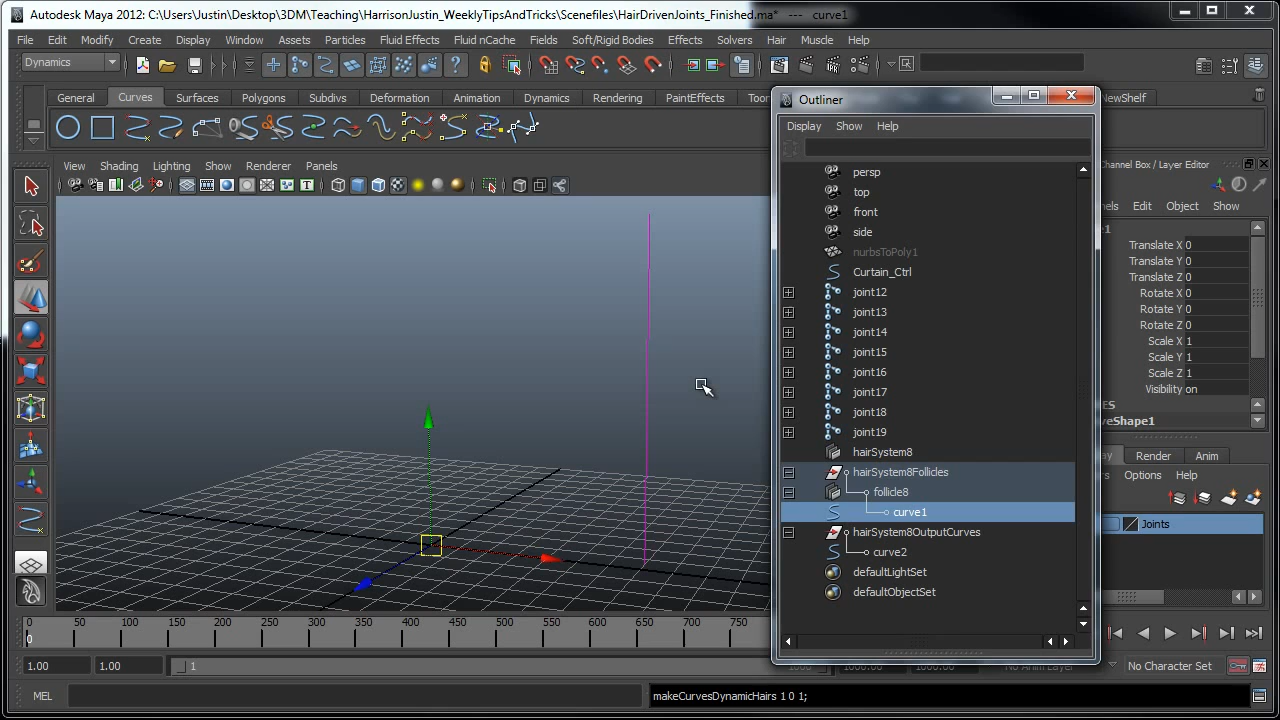 Autodesk Maya 2012: C:\Users\Justin\Desktop\3DM\Teaching\HarrisonJustin_WeeklyTipsAndTricks\Scenefiles\HairDrivenJoints_Finished.ma* --- curve1
File Edit Modify Create Display Window Assets Particles Fluid Effects Fluid nCache Fields Soft/Rigid Bodies Effects Solvers Hair Muscle Help
Dynamics
General Curves Surfaces Polygons Subdivs Deformation Animation Dynamics Rendering PaintEffects NewShelf
Outliner
Display Show Help
View Shading Lighting Show Renderer Panels
Channel Box / Layer Editor
Edit Object Show
persp
top
front
side
nurbsToPoly1
Curtain_Ctrl
joint12
joint13
joint14
joint15
joint16
joint17
joint18
joint19
hairSystem8
hairSystem8Follicles
follicle8
curve1
hairSystem8OutputCurves
curve2
defaultLightSet
defaultObjectSet
Translate X 0
Translate Y 0
Translate Z 0
Rotate X 0
Rotate Y 0
Rotate Z 0
Scale X 1
Scale Y 1
Scale Z 1
Visibility on
Render Anim
Options Help
Joints
0 50 100 150 200 250 300 350 400 450 500 550 600 650 700 750
0
1.00 1.00 1
No Character Set
MEL makeCurvesDynamicHairs 1 0 1;